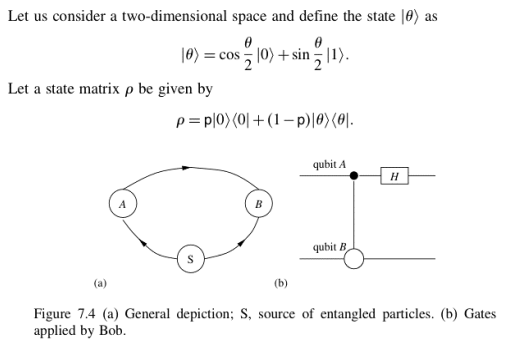 Let us consider a two-dimensional space and define the state |θ⟩ as
|θ⟩ = cos θ/2 |0⟩ + sin θ/2 |1⟩.
Let a state matrix ρ be given by
ρ = p|0⟩⟨0| + (1 − p)|θ⟩⟨θ|.
qubit A
H
A
B
qubit B
S
(a)
(b)
Figure 7.4 (a) General depiction; S, source of entangled particles. (b) Gates
applied by Bob.